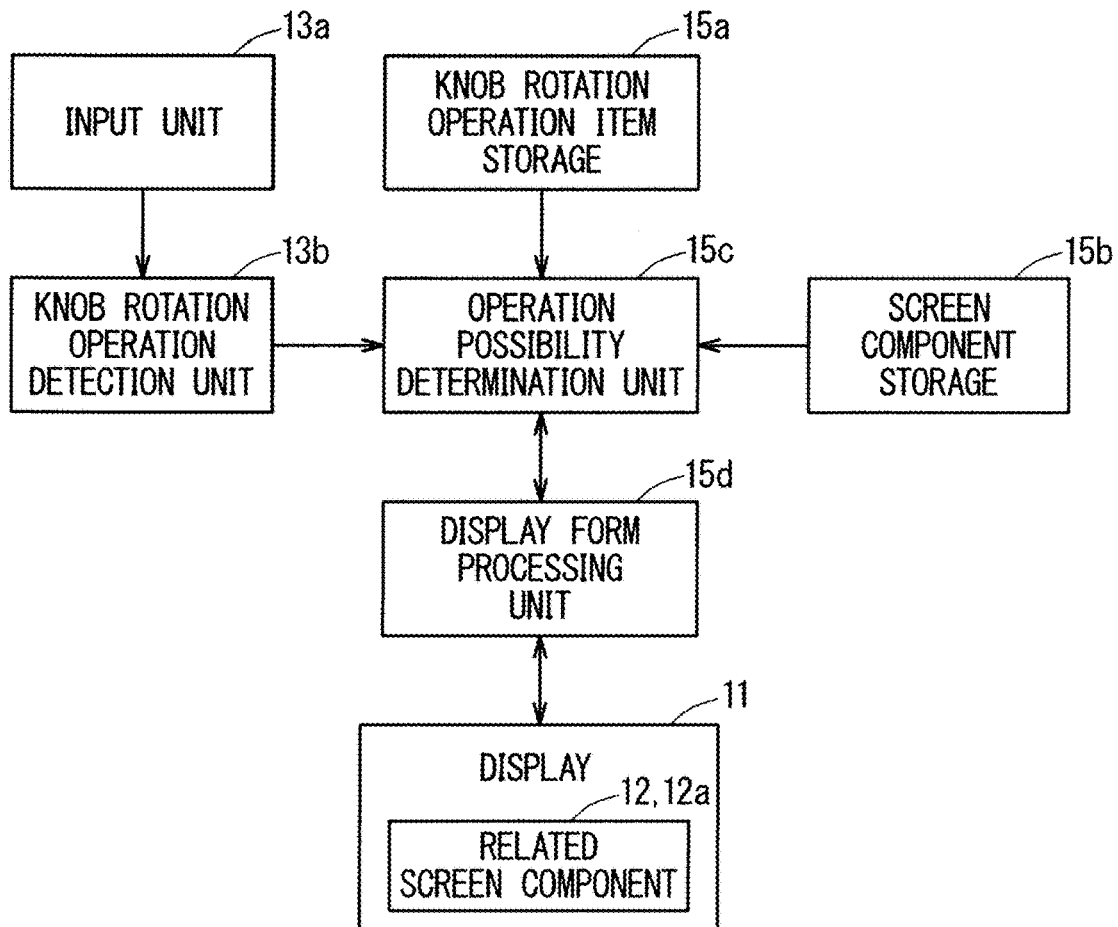 13a
INPUT UNIT
15a
KNOB ROTATION
OPERATION ITEM
STORAGE
13b
KNOB ROTATION
OPERATION
DETECTION UNIT
15c
OPERATION
POSSIBILITY
DETERMINATION UNIT
15b
SCREEN
COMPONENT
STORAGE
15d
DISPLAY FORM
PROCESSING
UNIT
11
DISPLAY
12, 12a
RELATED
SCREEN COMPONENT